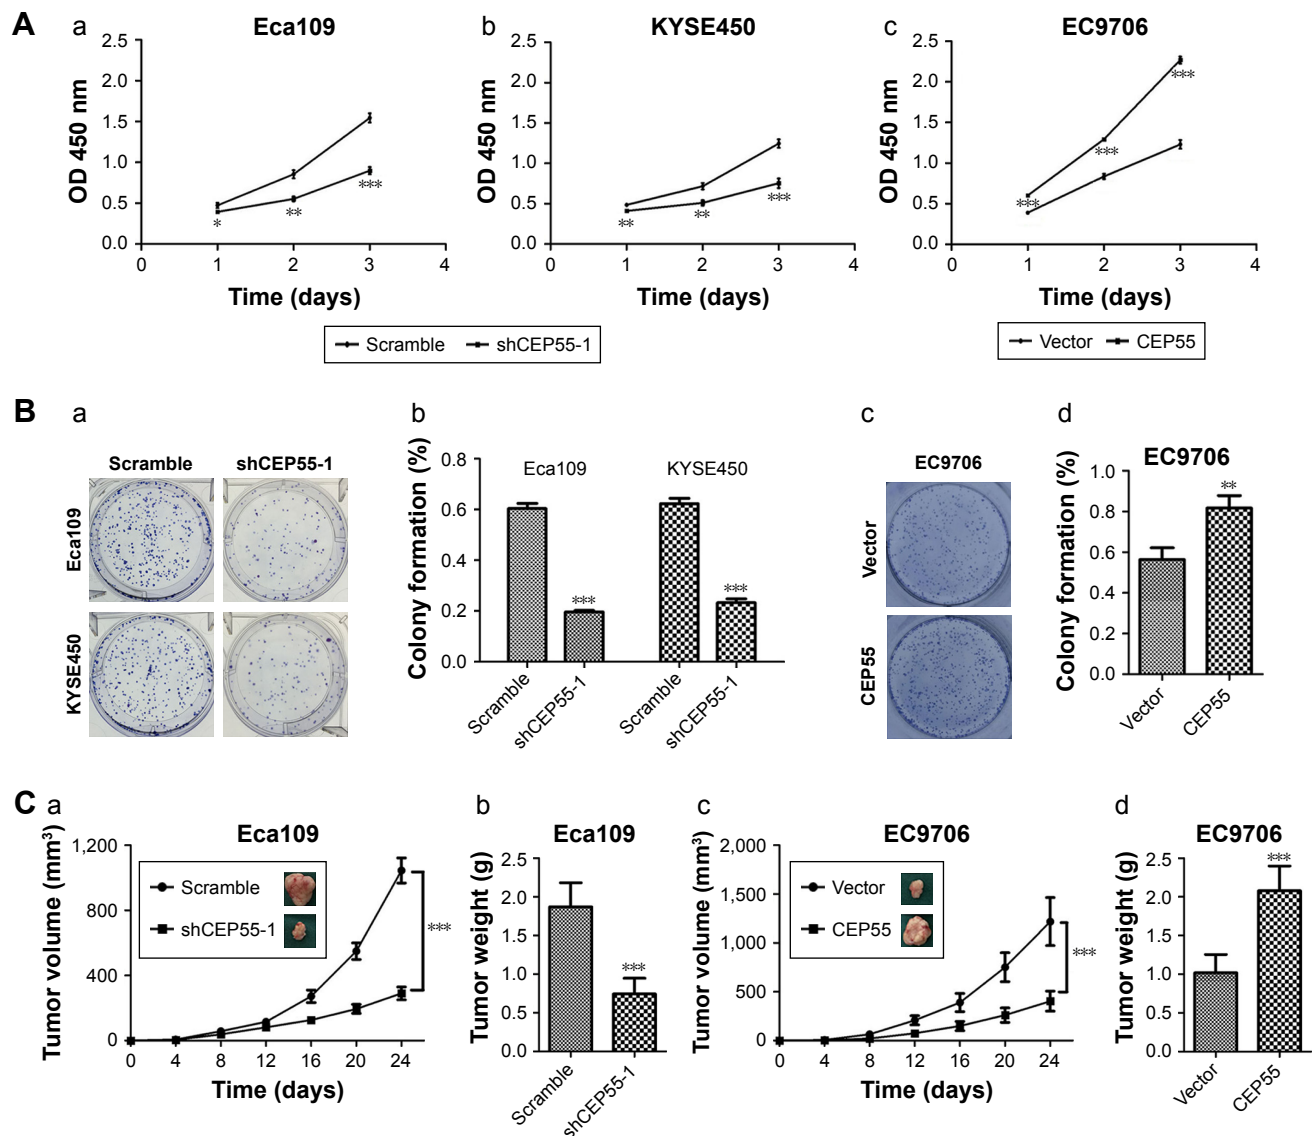 A a Eca109 b KYSE450 c EC9706
OD 450 nm
2.5
2.0
1.5
1.0
0.5
0.0
* ** ***
0 1 2 3 4
Time (days)
OD 450 nm
2.5
2.0
1.5
1.0
0.5
0.0
** ** ***
0 1 2 3 4
Time (days)
OD 450 nm
2.5
2.0
1.5
1.0
0.5
0.0
*** *** ***
0 1 2 3 4
Time (days)
Scramble shCEP55-1
Vector CEP55
B a
Scramble shCEP55-1
Eca109
KYSE450
b
Colony formation (%)
0.8
0.6
0.4
0.2
0.0
Eca109 KYSE450
*** ***
Scramble shCEP55-1 Scramble shCEP55-1
c
EC9706
Vector
CEP55
d
EC9706
Colony formation (%)
1.0
0.8
0.6
0.4
0.2
0.0
**
Vector CEP55
C a
Eca109
Tumor volume (mm³)
1,200
800
400
0
Scramble
shCEP55-1
***
0 4 8 12 16 20 24
Time (days)
b
Eca109
Tumor weight (g)
2.5
2.0
1.5
1.0
0.5
0.0
***
Scramble shCEP55-1
c
EC9706
Tumor volume (mm³)
2,000
1,500
1,000
500
0
Vector
CEP55
***
0 4 8 12 16 20 24
Time (days)
d
EC9706
Tumor weight (g)
2.5
2.0
1.5
1.0
0.5
0.0
***
Vector CEP55